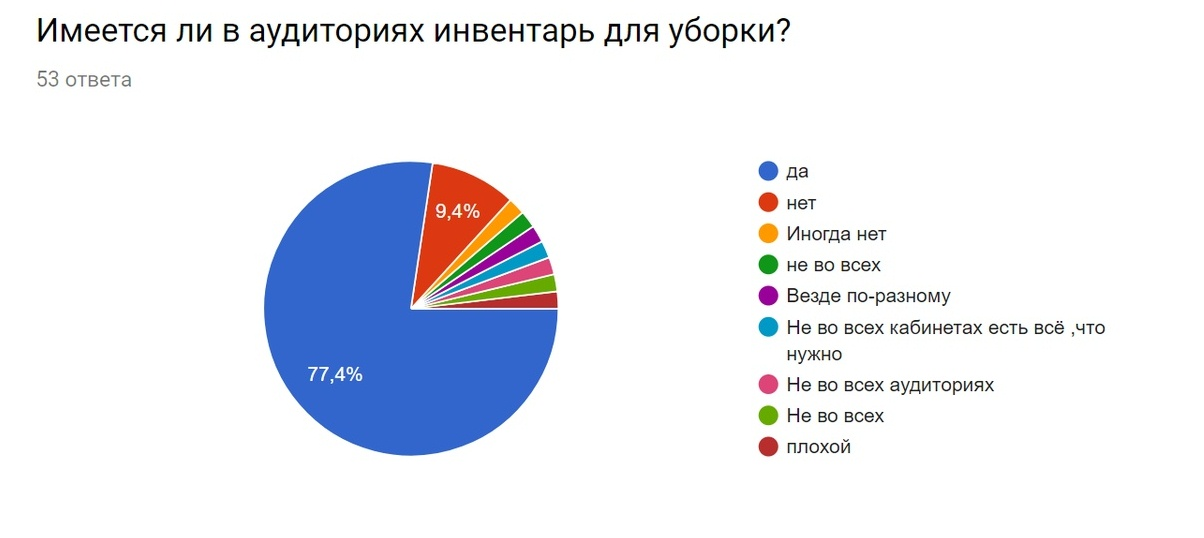 Имеется ли в аудиториях инвентарь для уборки?
53 ответа
9,4%
77,4%
да
нет
Иногда нет
не во всех
Везде по-разному
Не во всех кабинетах есть всё ,что
нужно
Не во всех аудиториях
Не во всех
плохой